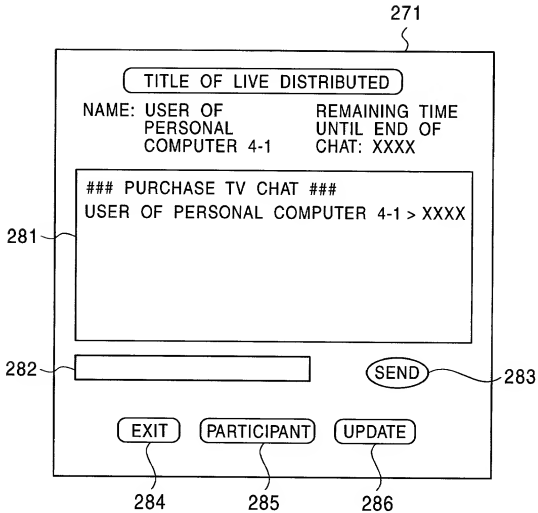 271
TITLE OF LIVE DISTRIBUTED
NAME: USER OF PERSONAL COMPUTER 4-1
REMAINING TIME UNTIL END OF CHAT: XXXX
### PURCHASE TV CHAT ###
USER OF PERSONAL COMPUTER 4-1 > XXXX
281
282
SEND
283
EXIT
PARTICIPANT
UPDATE
284
285
286